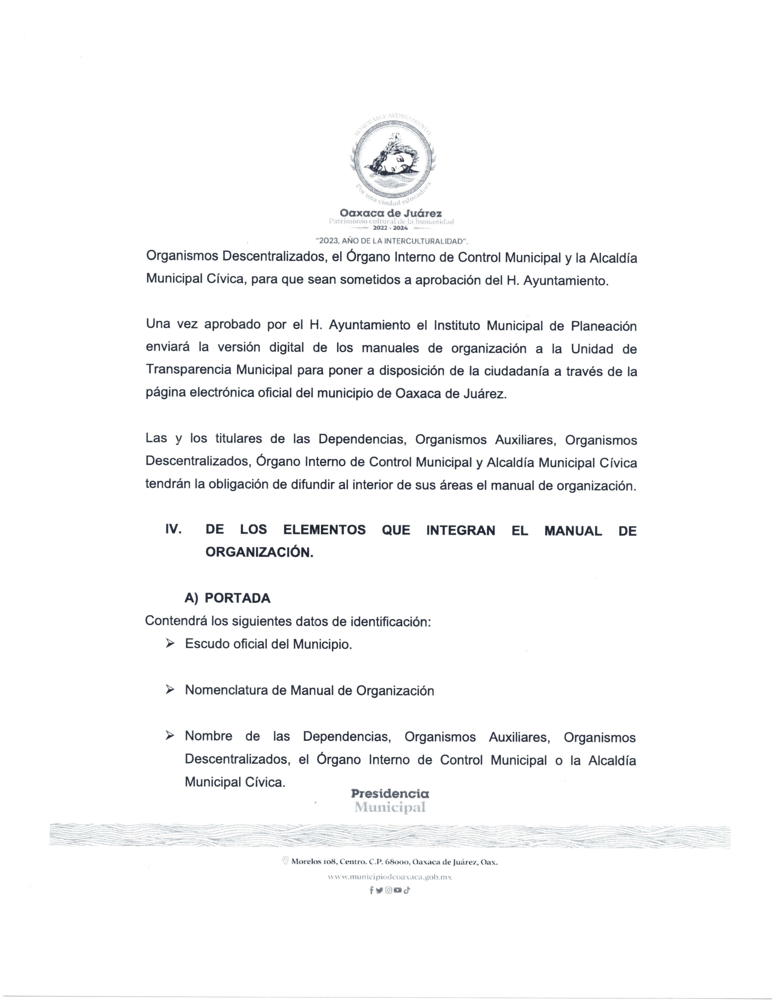 HONORABLE AYUNTAMIENTO
Por una ciudad educadora
Oaxaca de Juárez
Patrimonio cultural de la humanidad
2022 - 2024
"2023, AÑO DE LA INTERCULTURALIDAD".
Organismos Descentralizados, el Órgano Interno de Control Municipal y la Alcaldía
Municipal Cívica, para que sean sometidos a aprobación del H. Ayuntamiento.
Una vez aprobado por el H. Ayuntamiento el Instituto Municipal de Planeación
enviará la versión digital de los manuales de organización a la Unidad de
Transparencia Municipal para poner a disposición de la ciudadanía a través de la
página electrónica oficial del municipio de Oaxaca de Juárez.
Las y los titulares de las Dependencias, Organismos Auxiliares, Organismos
Descentralizados, Órgano Interno de Control Municipal y Alcaldía Municipal Cívica
tendrán la obligación de difundir al interior de sus áreas el manual de organización.
IV. DE LOS ELEMENTOS QUE INTEGRAN EL MANUAL DE
ORGANIZACIÓN.
A) PORTADA
Contendrá los siguientes datos de identificación:
➢ Escudo oficial del Municipio.
➢ Nomenclatura de Manual de Organización
➢ Nombre de las Dependencias, Organismos Auxiliares, Organismos
Descentralizados, el Órgano Interno de Control Municipal o la Alcaldía
Municipal Cívica.
Presidencia
Municipal
Morelos 108, Centro. C.P. 68000, Oaxaca de Juárez, Oax.
www.municipiodeoaxaca.gob.mx